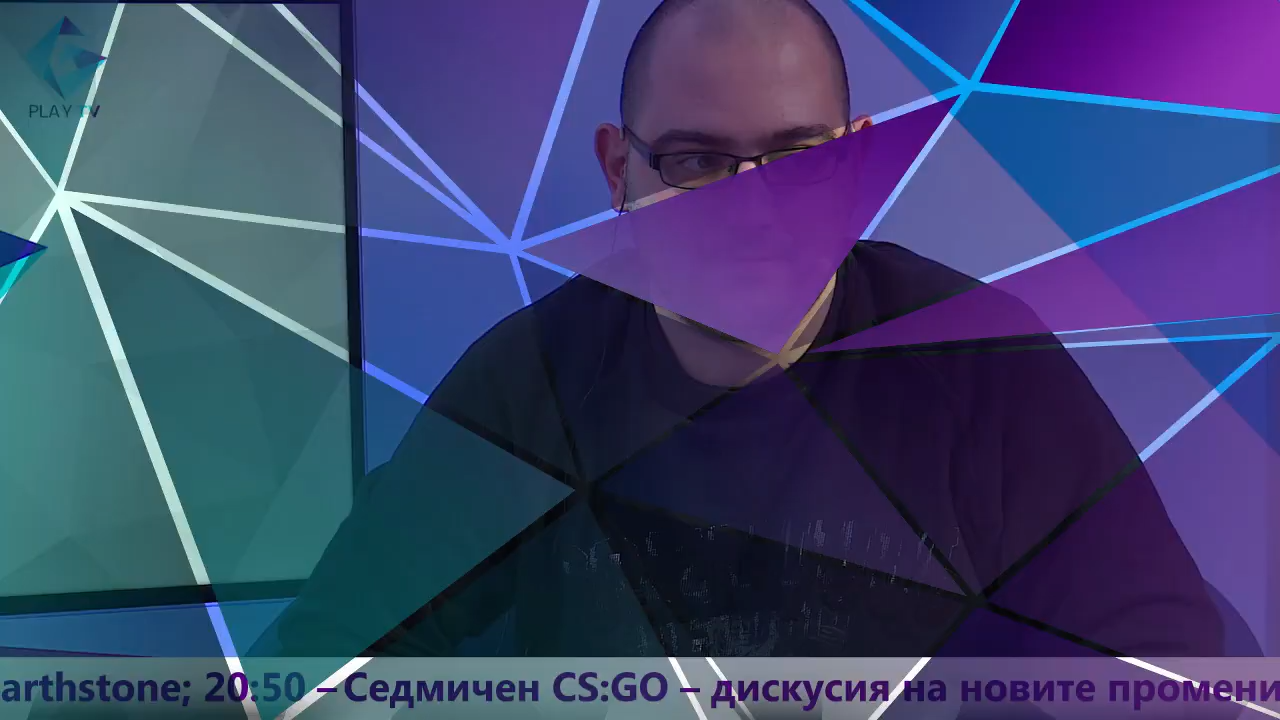 PLAY TV
arthstone; 20:50 – Седмичен CS:GO – дискусия на новите промени